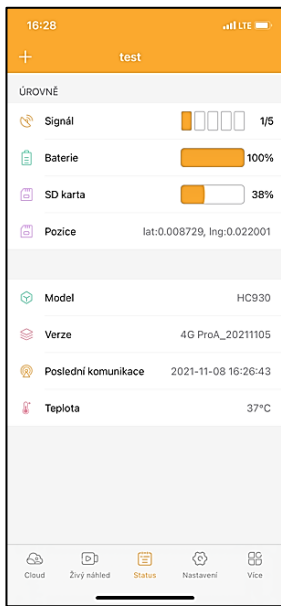 16:28 LTE
+ test
ÚROVNĚ
Signál 1/5
Baterie 100%
SD karta 38%
Pozice lat:0.008729, lng:0.022001
Model HC930
Verze 4G ProA_20211105
Poslední komunikace 2021-11-08 16:26:43
Teplota 37°C
Cloud Živý náhled Status Nastavení Více